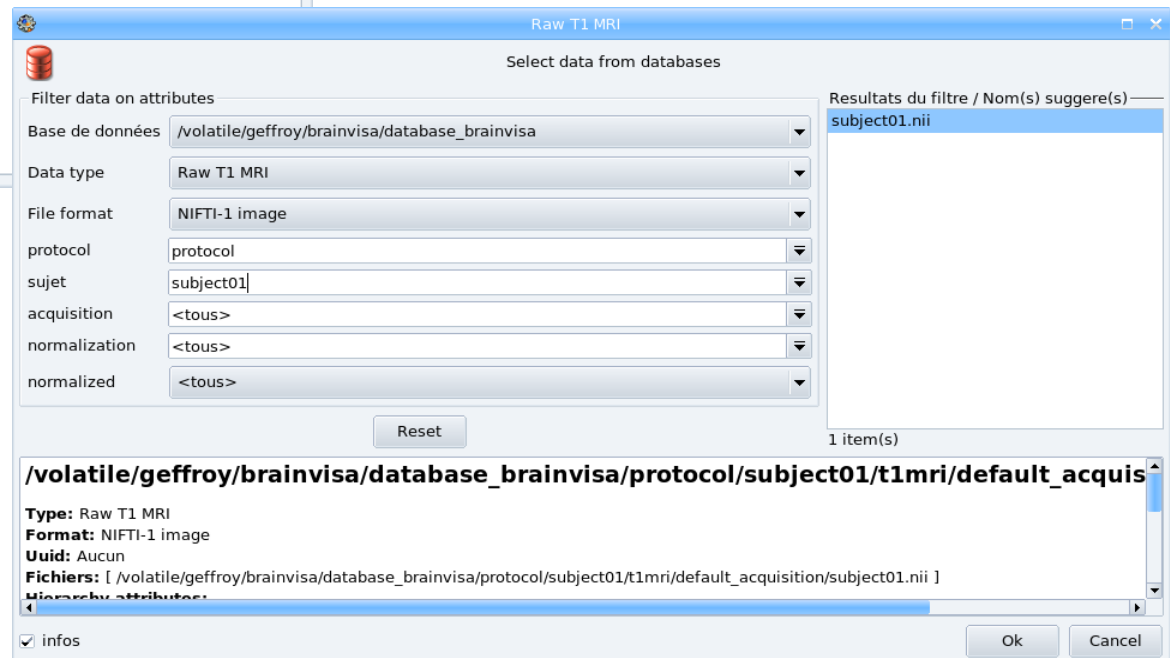 Raw T1 MRI
Select data from databases
Filter data on attributes
Base de données /volatile/geffroy/brainvisa/database_brainvisa
Data type Raw T1 MRI
File format NIFTI-1 image
protocol protocol
sujet subject01
acquisition <tous>
normalization <tous>
normalized <tous>
Reset
Resultats du filtre / Nom(s) suggere(s)
subject01.nii
1 item(s)
/volatile/geffroy/brainvisa/database_brainvisa/protocol/subject01/t1mri/default_acquis
Type: Raw T1 MRI
Format: NIFTI-1 image
Uuid: Aucun
Fichiers: [ /volatile/geffroy/brainvisa/database_brainvisa/protocol/subject01/t1mri/default_acquisition/subject01.nii ]
Hierarchy attributes:
infos
Ok Cancel